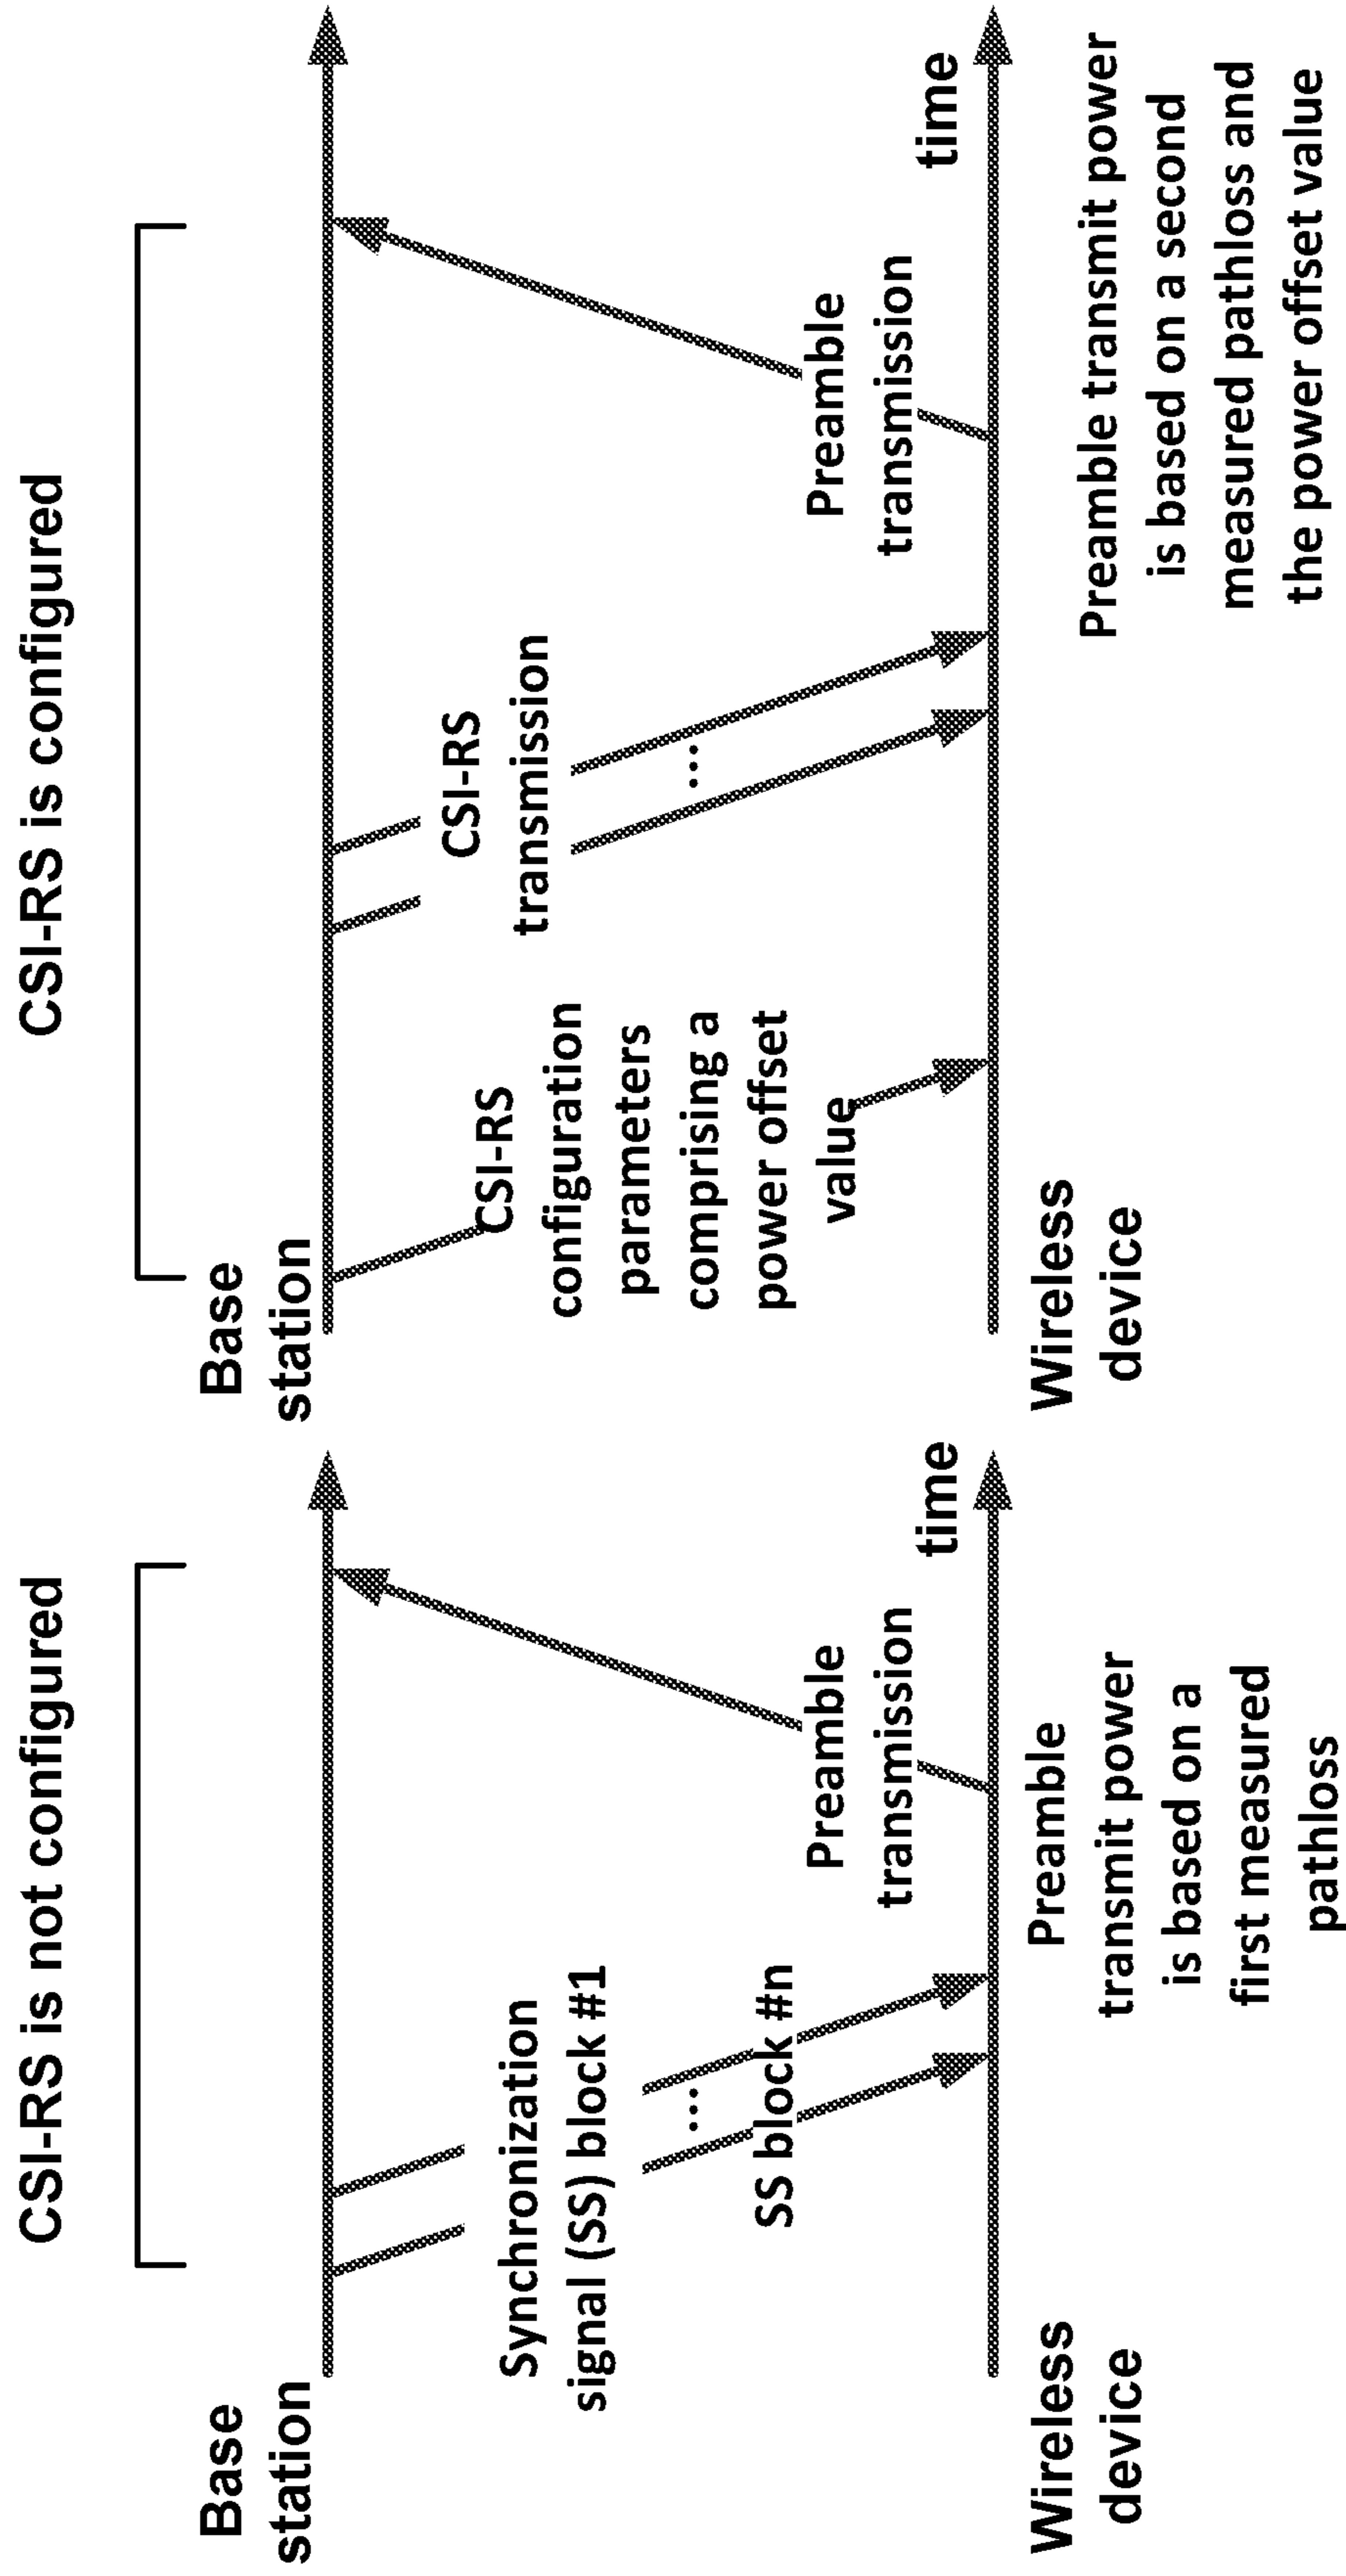 CSI-RS is not configured
Base
station
Synchronization
signal (SS) block #1
...
SS block #n
Preamble
transmission
time
Wireless
device
Preamble
transmit power
is based on a
first measured
pathloss
CSI-RS is configured
Base
station
CSI-RS
configuration
parameters
comprising a
power offset
value
CSI-RS
transmission
...
Preamble
transmission
time
Wireless
device
Preamble transmit power
is based on a second
measured pathloss and
the power offset value